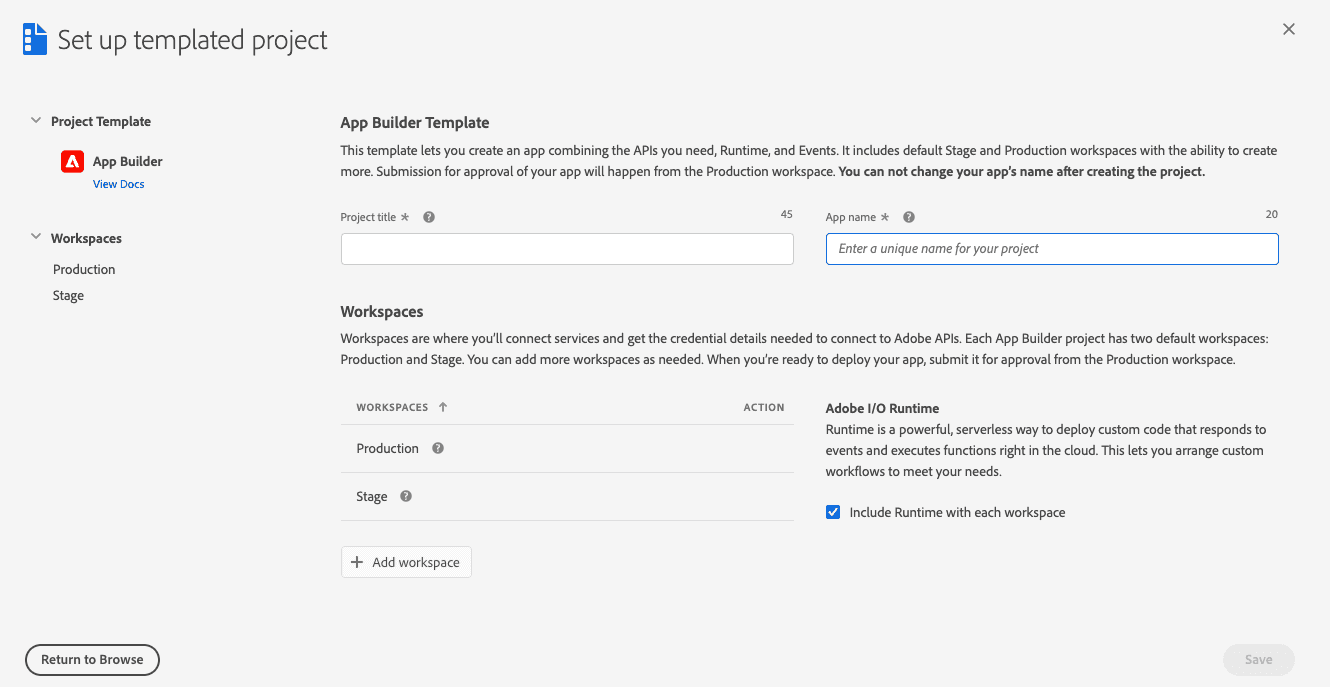 Set up templated project
Project Template
App Builder
View Docs
Workspaces
Production
Stage
App Builder Template
This template lets you create an app combining the APIs you need, Runtime, and Events. It includes default Stage and Production workspaces with the ability to create
more. Submission for approval of your app will happen from the Production workspace. You can not change your app's name after creating the project.
Project title * ? 45
App name * ? 20
Enter a unique name for your project
Workspaces
Workspaces are where you'll connect services and get the credential details needed to connect to Adobe APIs. Each App Builder project has two default workspaces:
Production and Stage. You can add more workspaces as needed. When you're ready to deploy your app, submit it for approval from the Production workspace.
WORKSPACES ↑ ACTION
Production ?
Stage ?
+ Add workspace
Adobe I/O Runtime
Runtime is a powerful, serverless way to deploy custom code that responds to
events and executes functions right in the cloud. This lets you arrange custom
workflows to meet your needs.
Include Runtime with each workspace
Return to Browse
Save